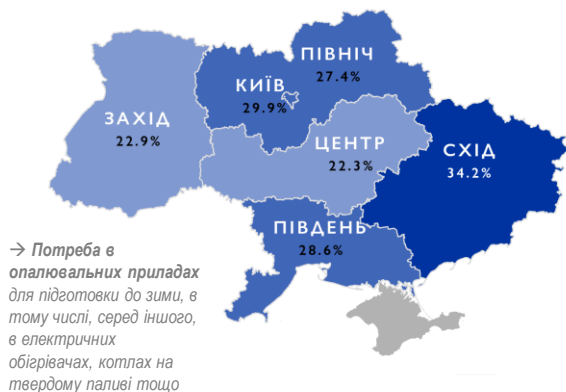 ПІВНІЧ
27.4%
КИЇВ
29.9%
ЗАХІД
22.9%
ЦЕНТР
22.3%
СХІД
34.2%
ПІВДЕНЬ
28.6%
→ Потреба в
опалювальних приладах
для підготовки до зими, в
тому числі, серед іншого,
в електричних
обігрівачах, котлах на
твердому паливі тощо